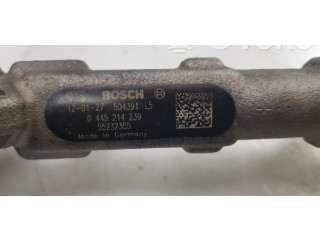 BOSCH
12-01-27 504391 L5
0 445 214 239
55232355
Made in Germany